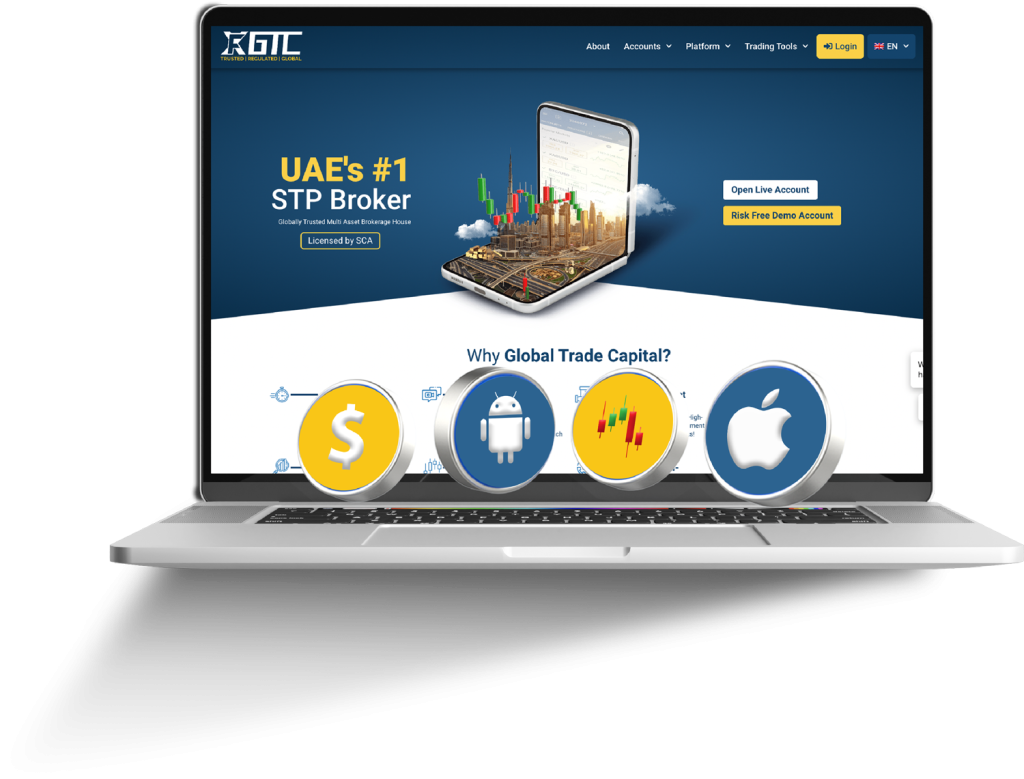 GTC
TRUSTED | REGULATED | GLOBAL
About
Accounts
Platform
Trading Tools
Login
EN
UAE's #1
STP Broker
Globally Trusted Multi Asset Brokerage House
Licensed by SCA
Open Live Account
Risk Free Demo Account
Why Global Trade Capital?
$